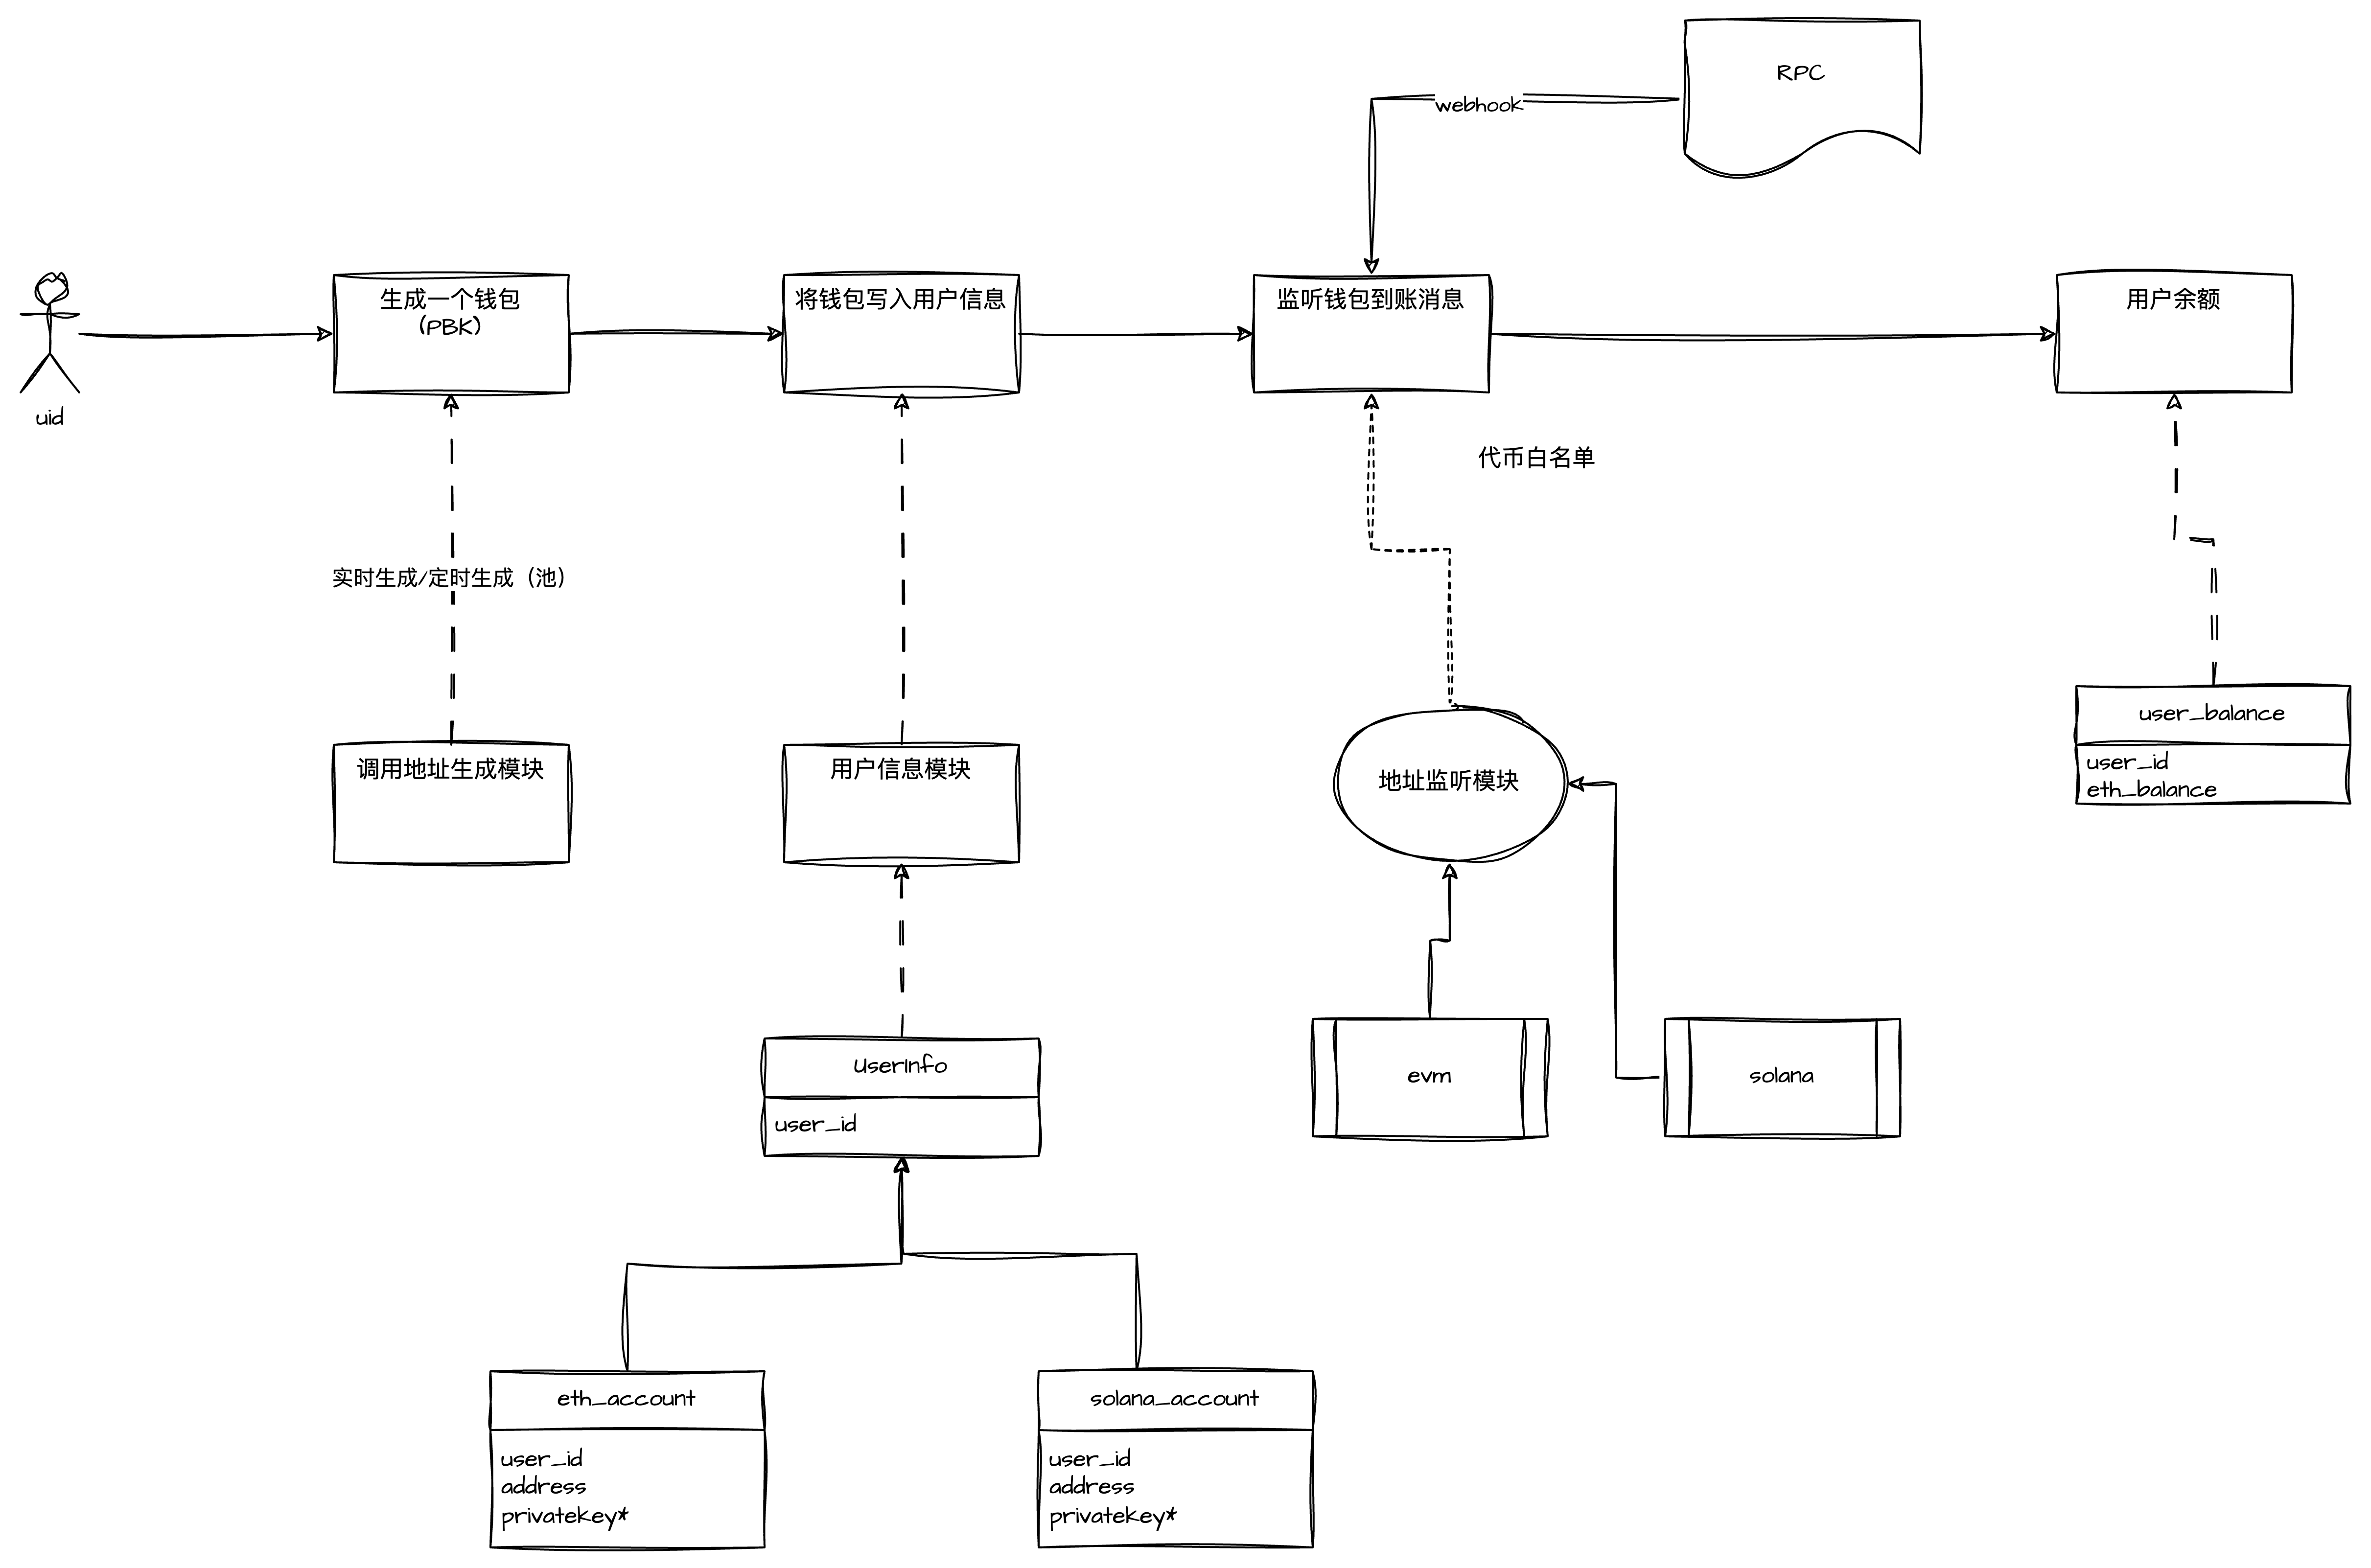 RPC
webhook
uid
生成一个钱包
（PBK）
将钱包写入用户信息
监听钱包到账消息
用户余额
代币白名单
实时生成/定时生成（池）
调用地址生成模块
用户信息模块
地址监听模块
user_balance
user_id
eth_balance
UserInfo
user_id
evm
solana
eth_account
user_id
address
privatekey*
solana_account
user_id
address
privatekey*